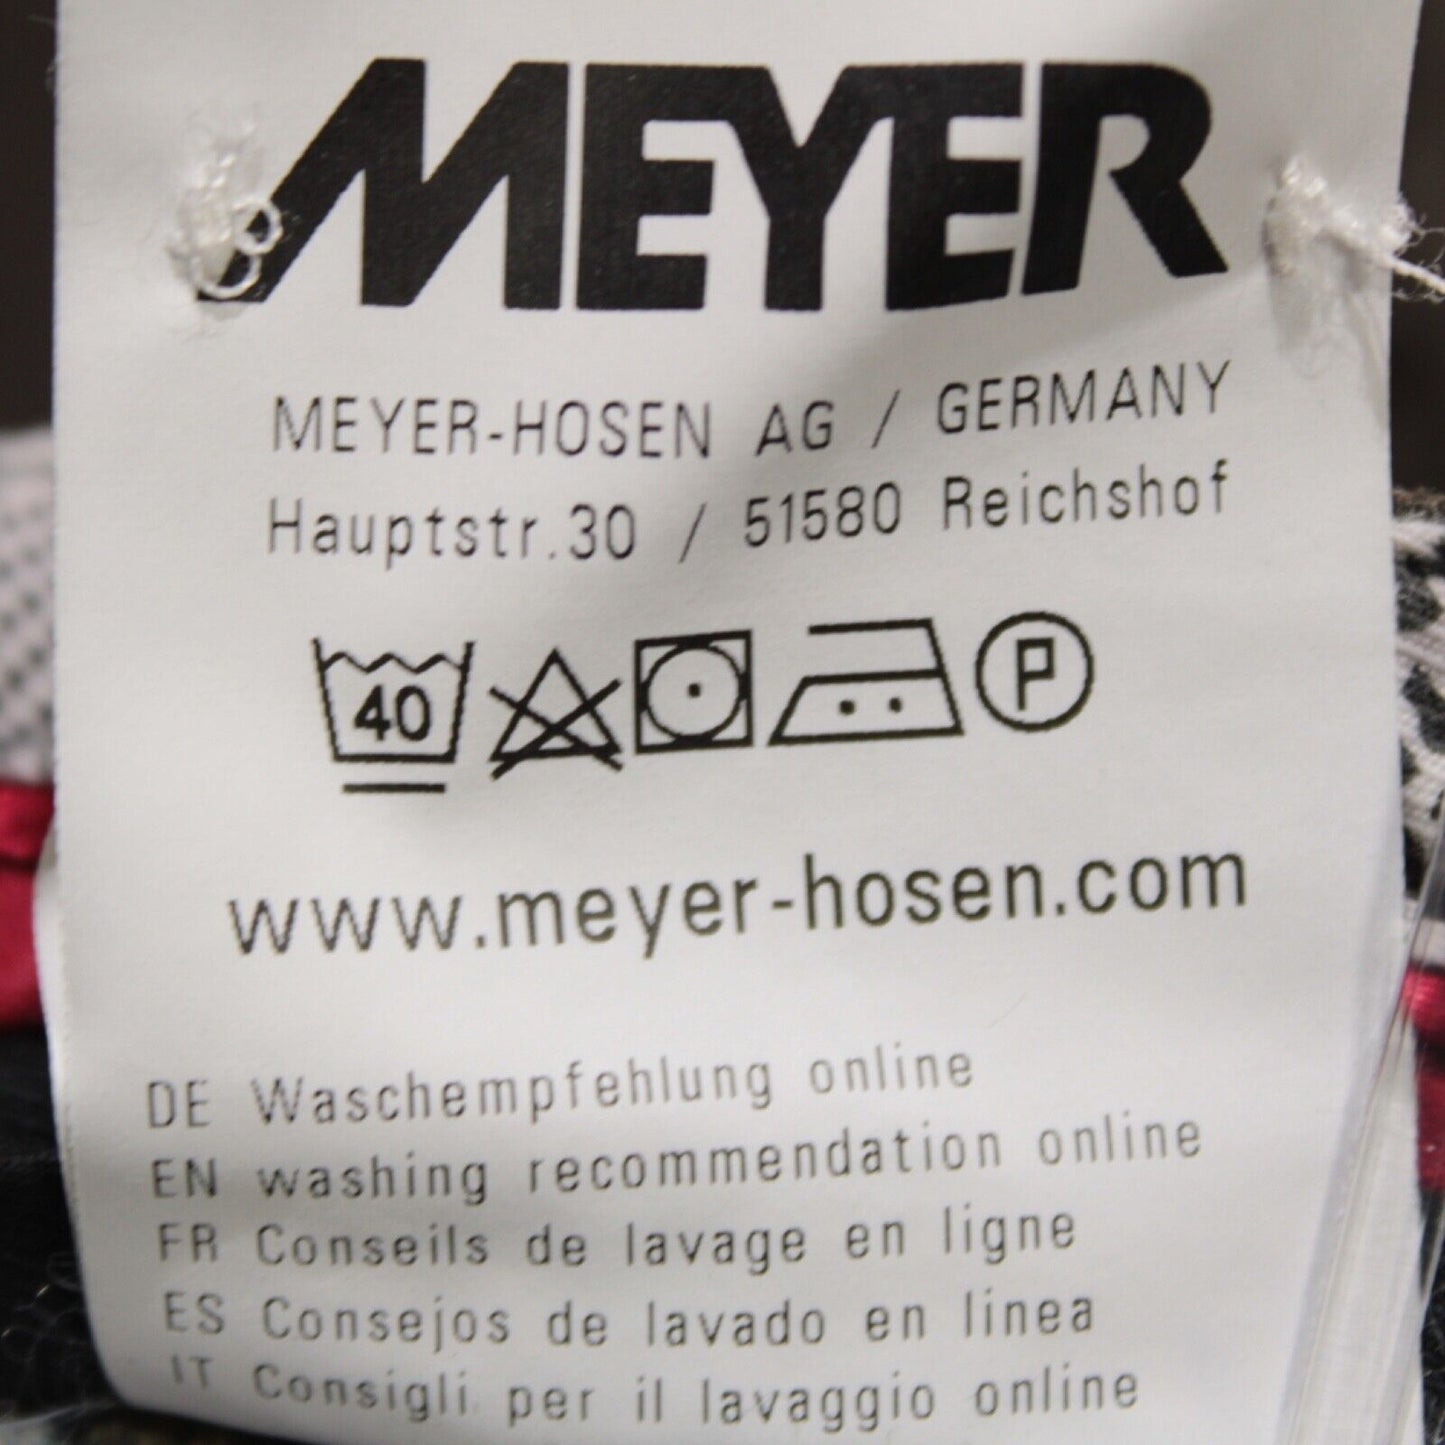 MEYER
MEYER-HOSEN AG / GERMANY
Hauptstr.30 / 51580 Reichshof
40 P
www.meyer-hosen.com
DE Waschempfehlung online
EN washing recommendation online
FR Conseils de lavage en ligne
ES Consejos de lavado en linea
IT Consigli per il lavaggio online